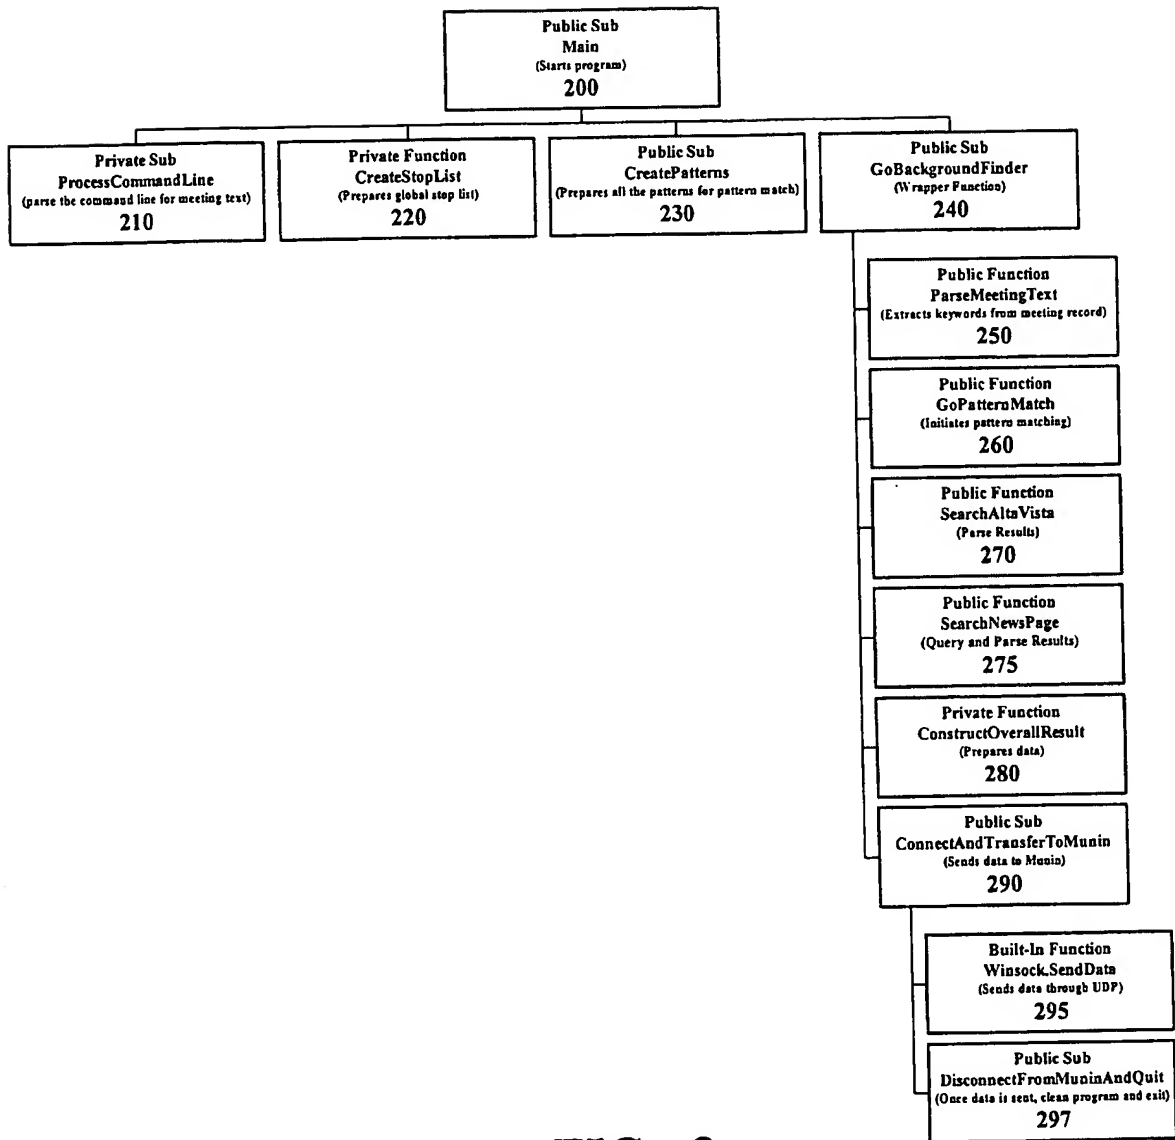 Public Sub
Main
(Starts program)
200
Private Sub
ProcessCommandLine
(parse the command line for meeting text)
210
Private Function
CreateStopList
(Prepares global stop list)
220
Public Sub
CreatePatterns
(Prepares all the patterns for pattern match)
230
Public Sub
GoBackgroundFinder
(Wrapper Function)
240
Public Function
ParseMeetingText
(Extracts keywords from meeting record)
250
Public Function
GoPatternMatch
(Initiates pattern matching)
260
Public Function
SearchAltaVista
(Parse Results)
270
Public Function
SearchNewsPage
(Query and Parse Results)
275
Private Function
ConstructOverallResult
(Prepares data)
280
Public Sub
ConnectAndTransferToMunin
(Sends data to Munin)
290
Built-In Function
Winsock.SendData
(Sends data through UDP)
295
Public Sub
DisconnectFromMuninAndQuit
(Once data is sent, clean program and exit)
297